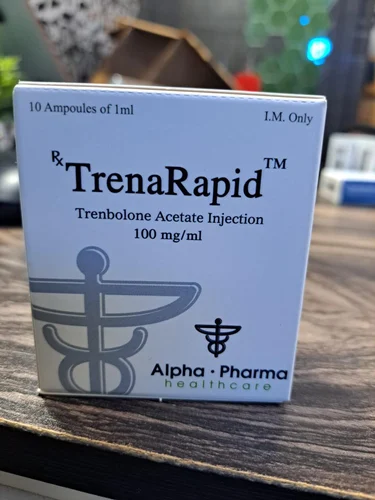 10 Ampoules of 1ml
I.M. Only
℞TrenaRapid™
Trenbolone Acetate Injection
100 mg/ml
Alpha · Pharma
healthcare